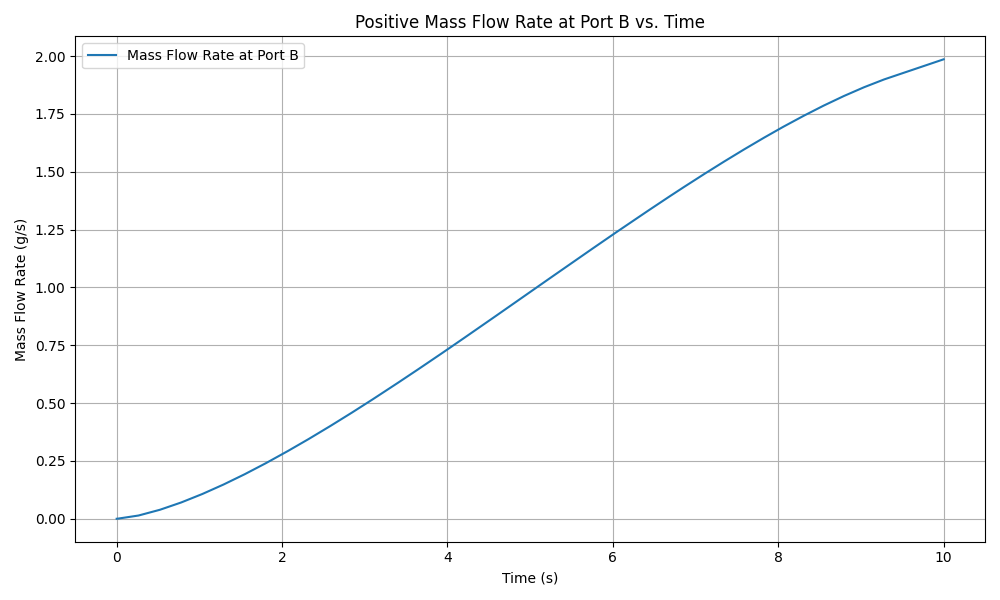 Positive Mass Flow Rate at Port B vs. Time
Mass Flow Rate at Port B
Mass Flow Rate (g/s)
2.00
1.75
1.50
1.25
1.00
0.75
0.50
0.25
0.00
0 2 4 6 8 10
Time (s)